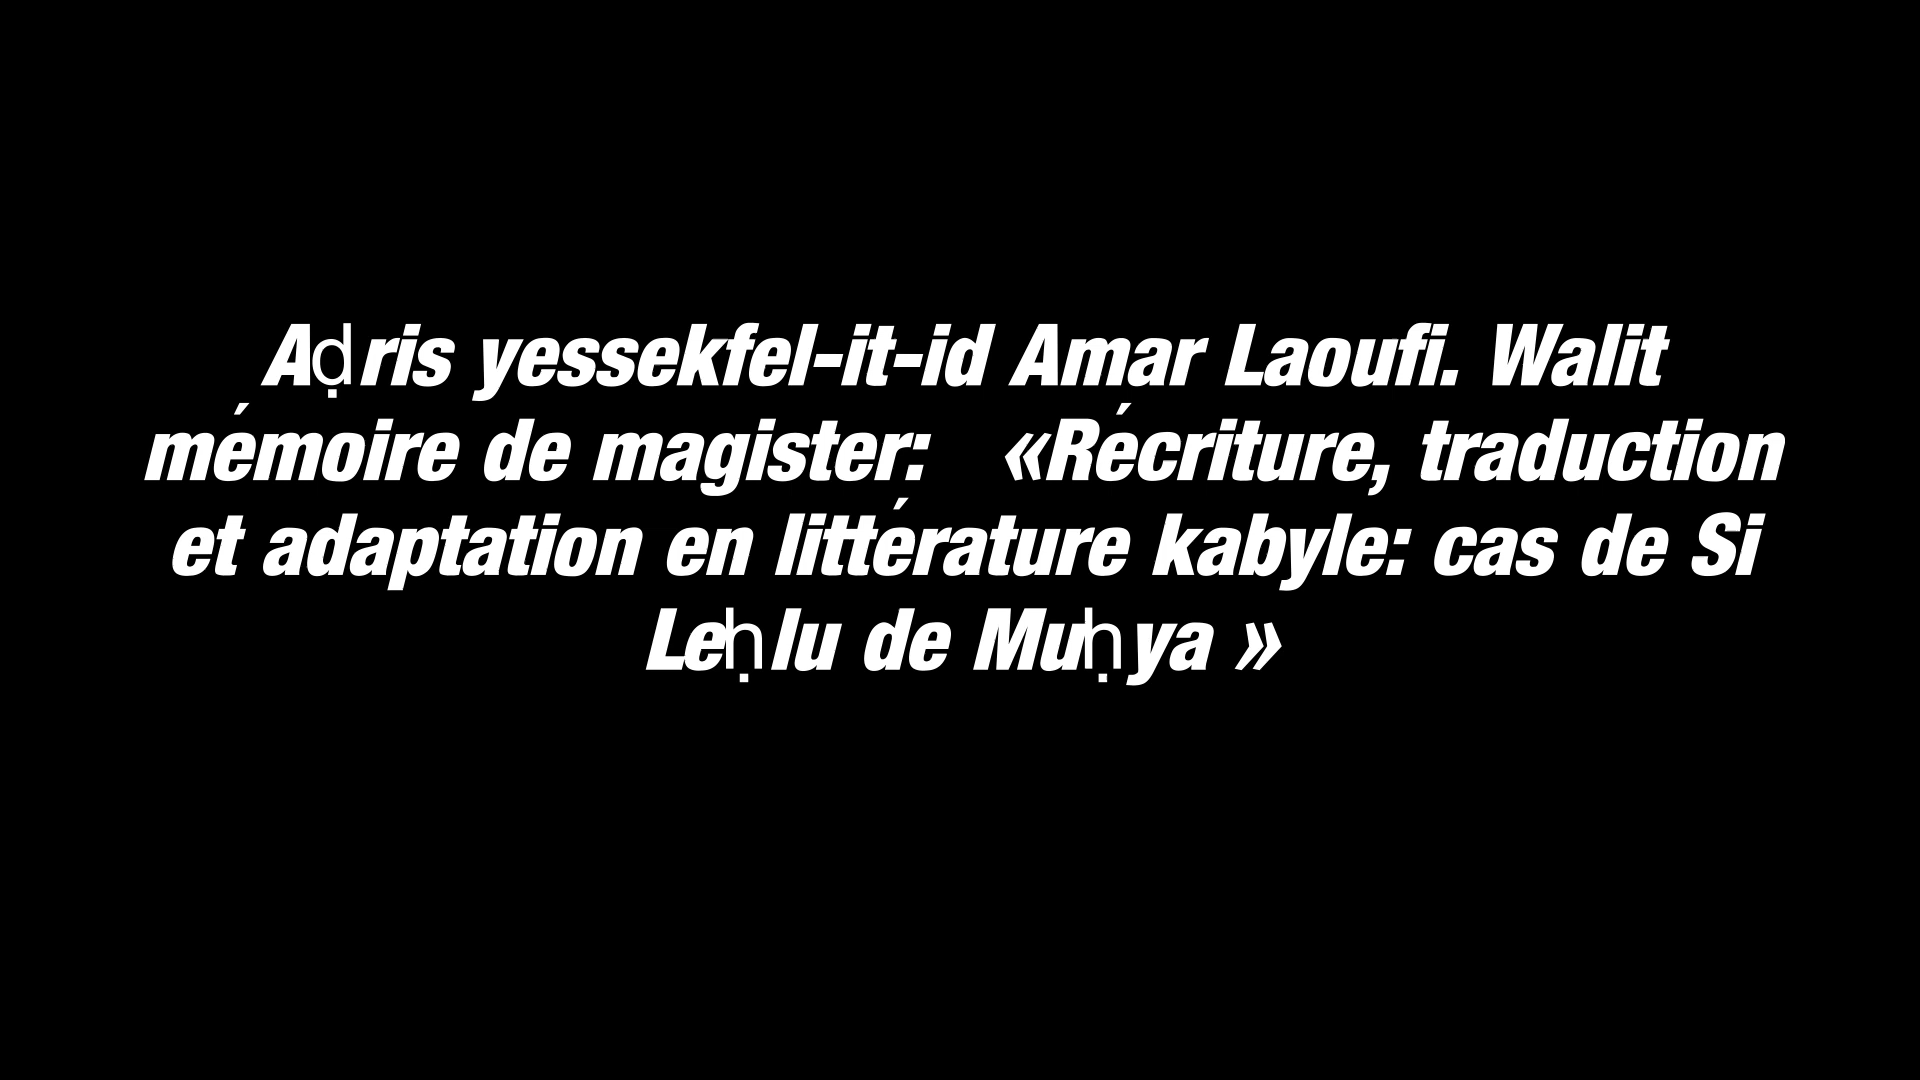 Aḍris yessekfel-it-id Amar Laoufi. Walit
mémoire de magister: «Récriture, traduction
et adaptation en littérature kabyle: cas de Si
Leḥlu de Muḥya »